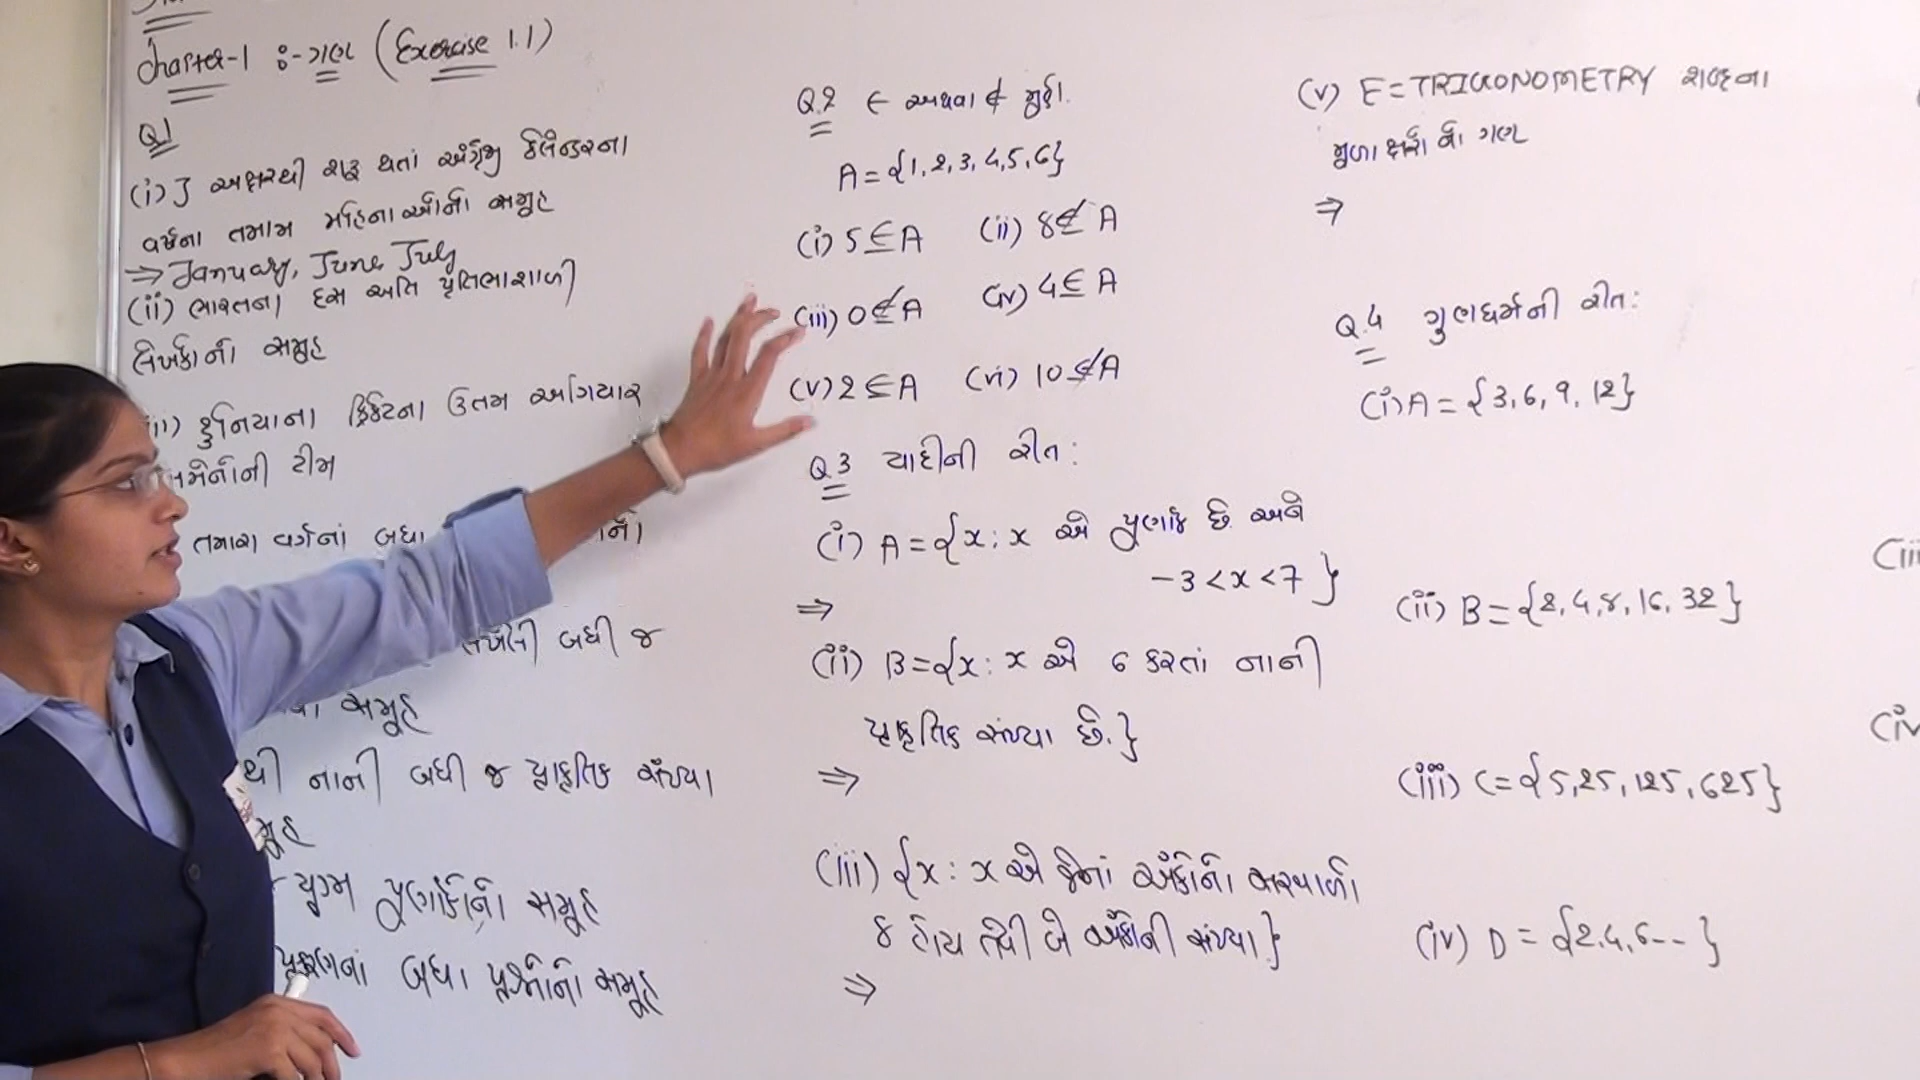 Chapter-1 :- ગણ (Exercise 1.1)
Q1
(i) J અક્ષરથી શરૂ થતાં અંગ્રેજી કેલેન્ડરના
વર્ષના તમામ મહિનાઓનો સમૂહ
⇒ January, June, July
(ii) ભારતના દસ અતિ પ્રતિભાશાળી
લેખકોનો સમૂહ
દુનિયાના ક્રિકેટના ઉત્તમ અગિયાર
ટીમ
તમારા વર્ગનાં બધા
બધી જ
સમૂહ
થી નાની બધી જ પ્રાકૃતિક સંખ્યા
યુગ્મ પૂર્ણાંકોનો સમૂહ
પ્રકરણનાં બધા પ્રશ્નોનો સમૂહ
Q.2 ∈ અથવા ∉ મુકો.
A = {1, 2, 3, 4, 5, 6}
(i) 5 ∈ A (ii) 8 ∉ A
(iii) 0 ∉ A (iv) 4 ∈ A
(v) 2 ∈ A (vi) 10 ∉ A
Q.3 યાદીની રીત :
(i) A = {x : x એ પૂર્ણાંક છે અને
-3 < x < 7 }
⇒
(ii) B = {x : x એ 6 કરતાં નાની
પ્રાકૃતિક સંખ્યા છે.}
⇒
(iii) {x : x એ જેનાં અંકોનો સરવાળો
8 હોય તેવી બે અંકોની સંખ્યા}
⇒
(v) E = TRIGONOMETRY શબ્દના
મૂળાક્ષરોનો ગણ
⇒
Q.4 ગુણધર્મની રીત :
(i) A = {3, 6, 9, 12}
(ii) B = {2, 4, 8, 16, 32}
(iii) C = {5, 25, 125, 625}
(iv) D = {2, 4, 6 -- }
(iii
(iv